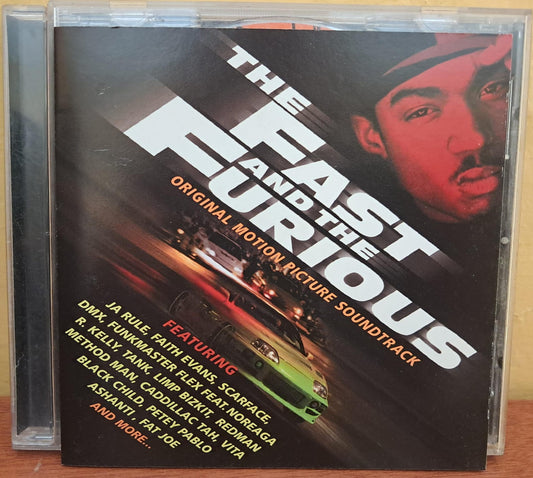 THE
FAST
AND THE
FURIOUS
ORIGINAL MOTION PICTURE SOUNDTRACK
FEATURING
JA RULE, FAITH EVANS, SCARFACE,
DMX, FUNKMASTER FLEX FEAT. NOREAGA
R. KELLY, TANK, LIMP BIZKIT, REDMAN
METHOD MAN, CADDILLAC TAH, VITA
BLACK CHILD, PETEY PABLO
ASHANTI - FAT JOE
AND MORE...